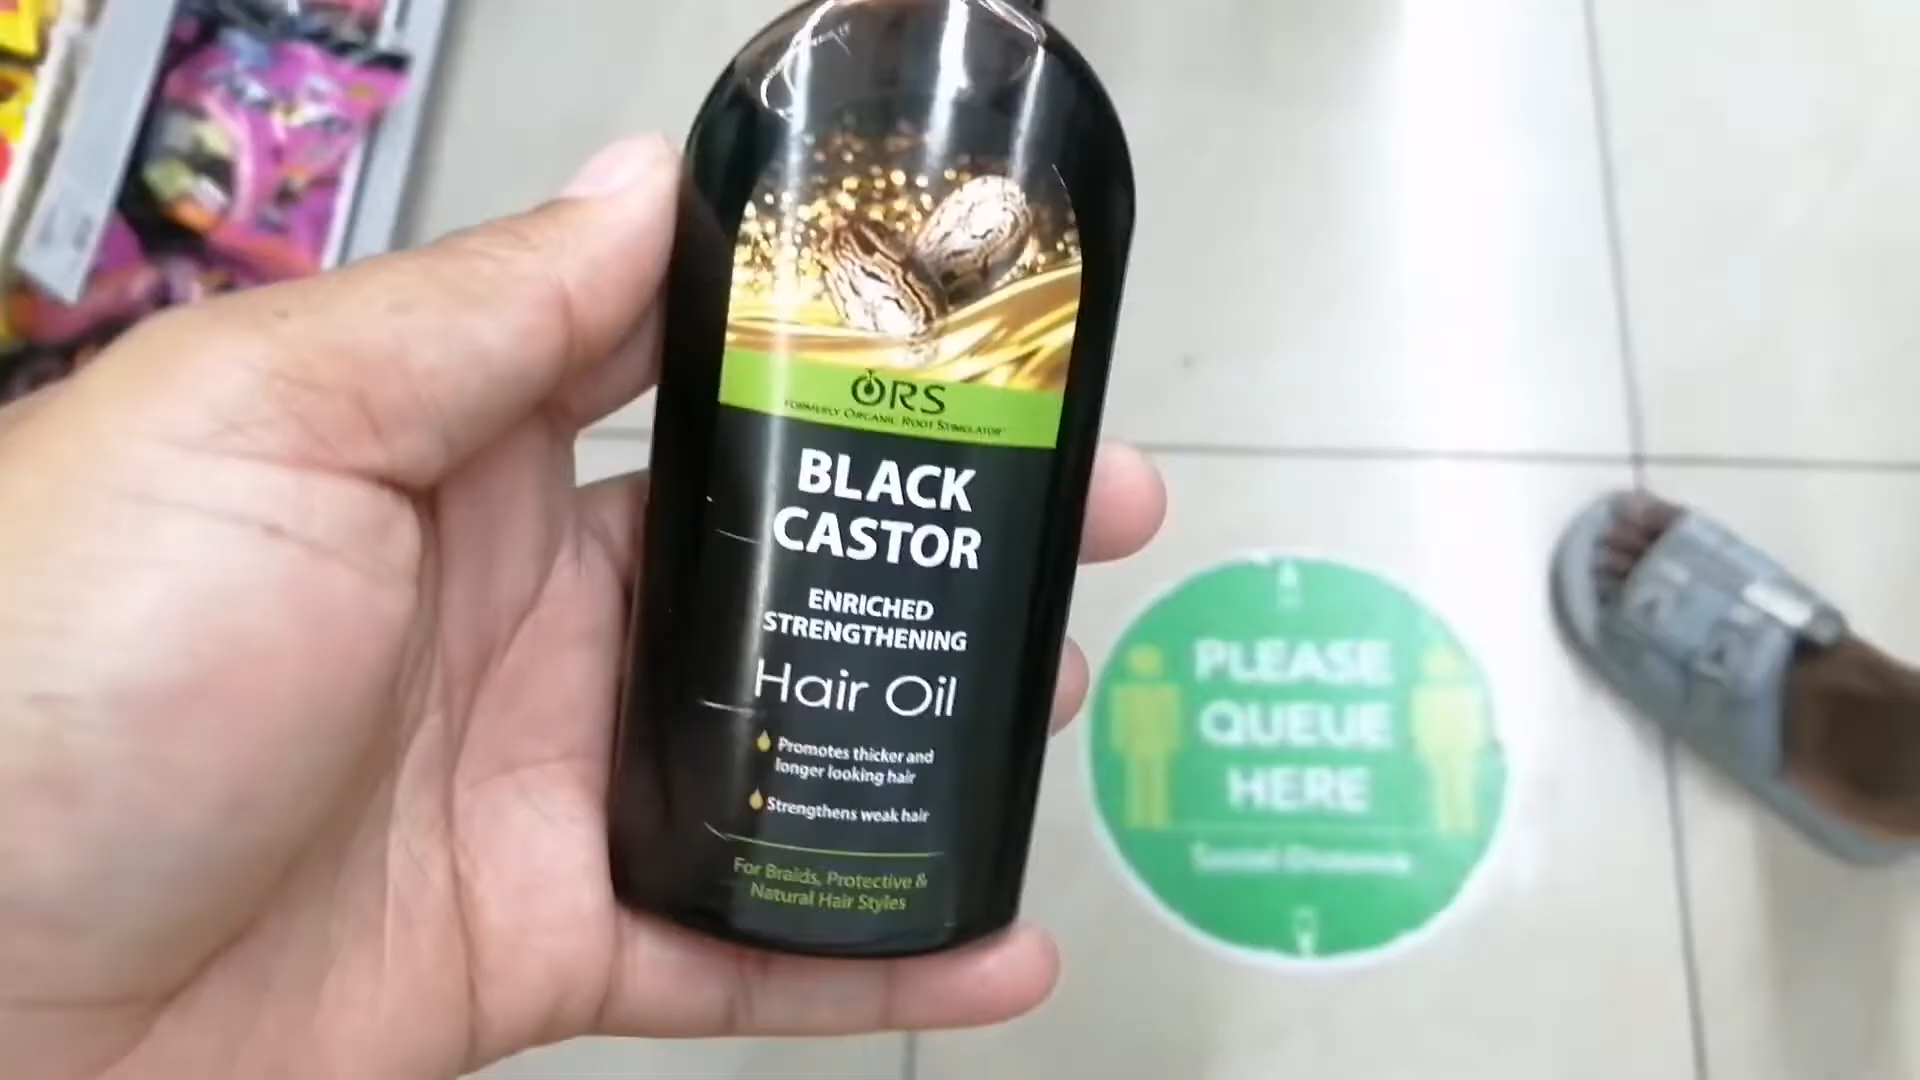 ORS
FORMERLY ORGANIC ROOT STIMULATOR
BLACK
CASTOR
ENRICHED
STRENGTHENING
Hair Oil
Promotes thicker and
longer looking hair
Strengthens weak hair
For Braids, Protective &
Natural Hair Styles
PLEASE
QUEUE
HERE
Social Distance